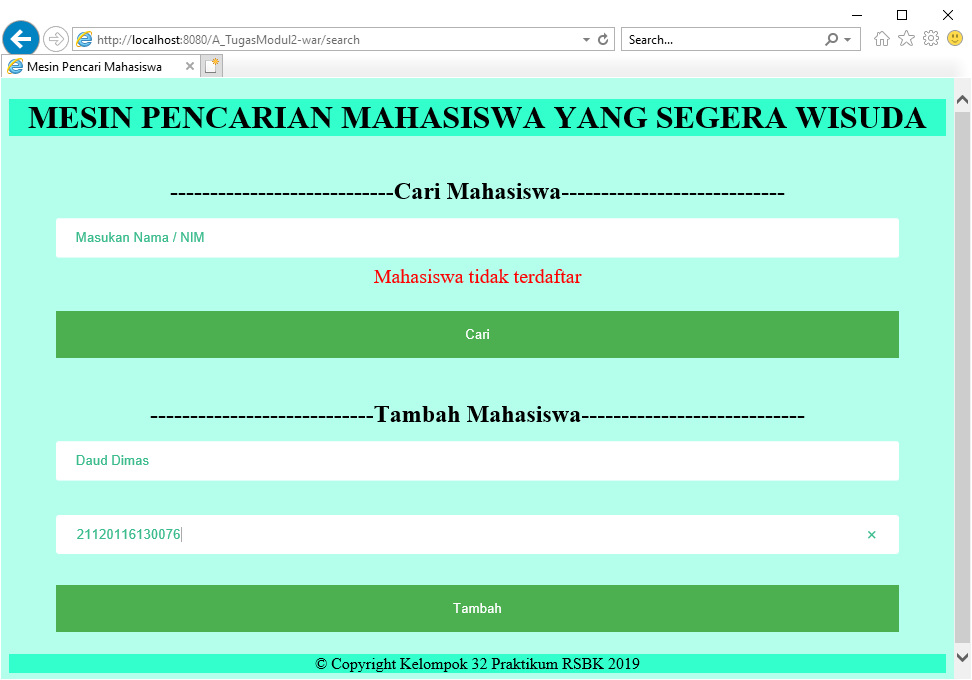 http://localhost:8080/A_TugasModul2-war/search
Search...
Mesin Pencari Mahasiswa
MESIN PENCARIAN MAHASISWA YANG SEGERA WISUDA
----------------------------Cari Mahasiswa----------------------------
Masukan Nama / NIM
Mahasiswa tidak terdaftar
Cari
----------------------------Tambah Mahasiswa----------------------------
Daud Dimas
21120116130076
Tambah
© Copyright Kelompok 32 Praktikum RSBK 2019